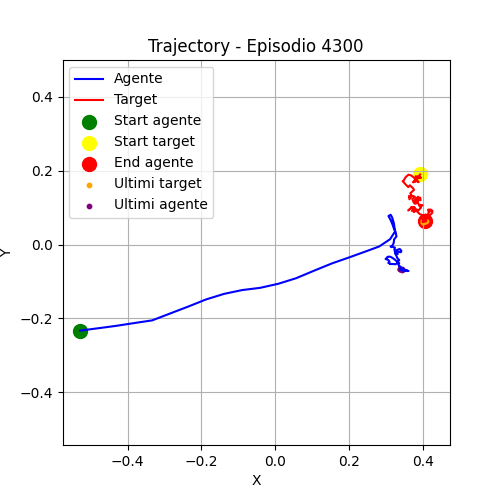 Trajectory - Episodio 4300
Agente
Target
Start agente
Start target
End agente
Ultimi target
Ultimi agente
0.4
0.2
0.0
−0.2
−0.4
Y
−0.4
−0.2
0.0
0.2
0.4
X